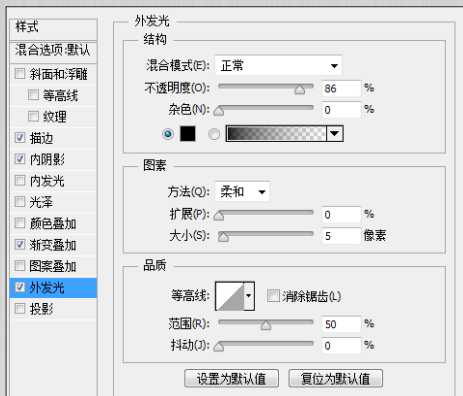 样式
混合选项:默认
斜面和浮雕
等高线
纹理
描边
内阴影
内发光
光泽
颜色叠加
渐变叠加
图案叠加
外发光
投影
外发光
结构
混合模式(E): 正常
不透明度(O): 86 %
杂色(N): 0 %
图素
方法(Q): 柔和
扩展(P): 0 %
大小(S): 5 像素
品质
等高线: 消除锯齿(L)
范围(R): 50 %
抖动(J): 0 %
设置为默认值 复位为默认值